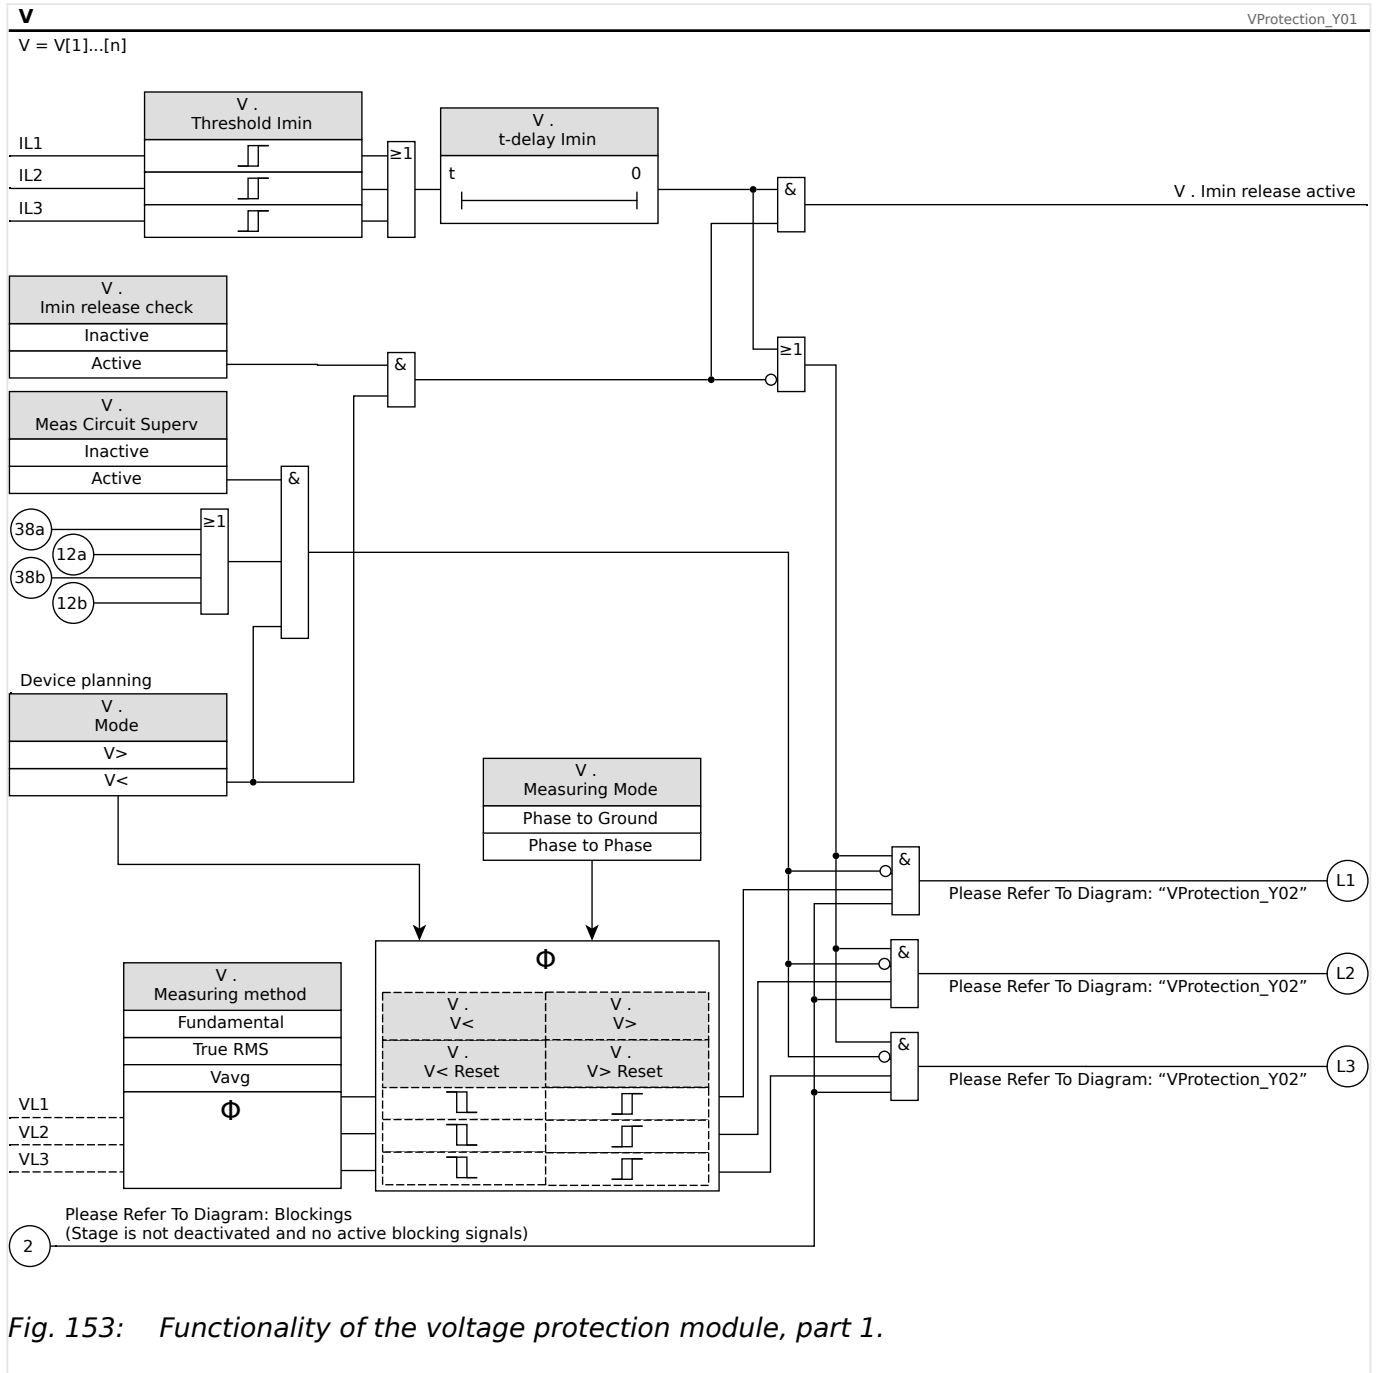 V
VProtection_Y01
V = V[1]...[n]
V .
Threshold Imin
IL1
IL2
IL3
≥1
V .
t-delay Imin
t
0
&
V . Imin release active
V .
Imin release check
Inactive
Active
&
≥1
V .
Meas Circuit Superv
Inactive
Active
&
38a
12a
38b
12b
≥1
Device planning
V .
Mode
V>
V<
V .
Measuring Mode
Phase to Ground
Phase to Phase
&
L1
Please Refer To Diagram: “VProtection_Y02”
&
L2
Please Refer To Diagram: “VProtection_Y02”
&
L3
Please Refer To Diagram: “VProtection_Y02”
V .
Measuring method
Fundamental
True RMS
Vavg
Φ
VL1
VL2
VL3
Φ
V .
V<
V .
V>
V .
V< Reset
V .
V> Reset
Please Refer To Diagram: Blockings
(Stage is not deactivated and no active blocking signals)
2
Fig. 153: Functionality of the voltage protection module, part 1.